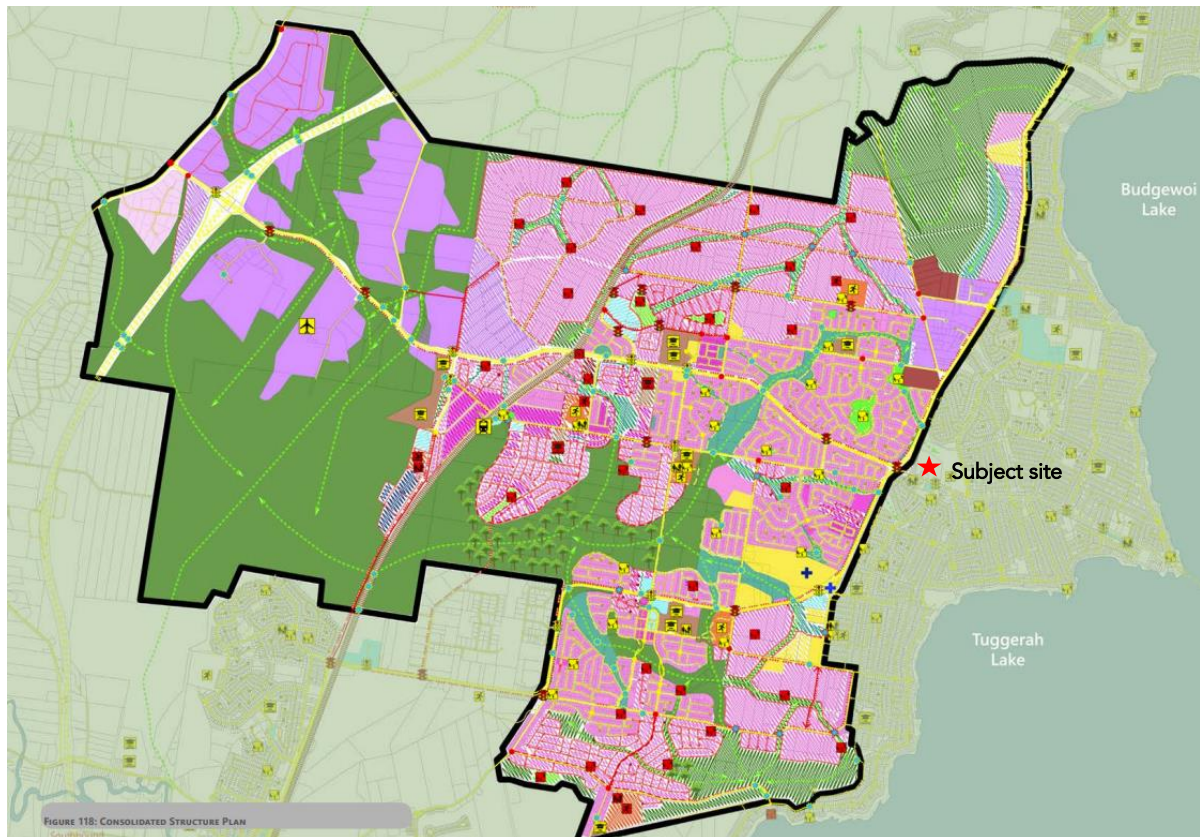 Budgewoi
Lake
Subject site
Tuggerah
Lake
FIGURE 118: CONSOLIDATED STRUCTURE PLAN